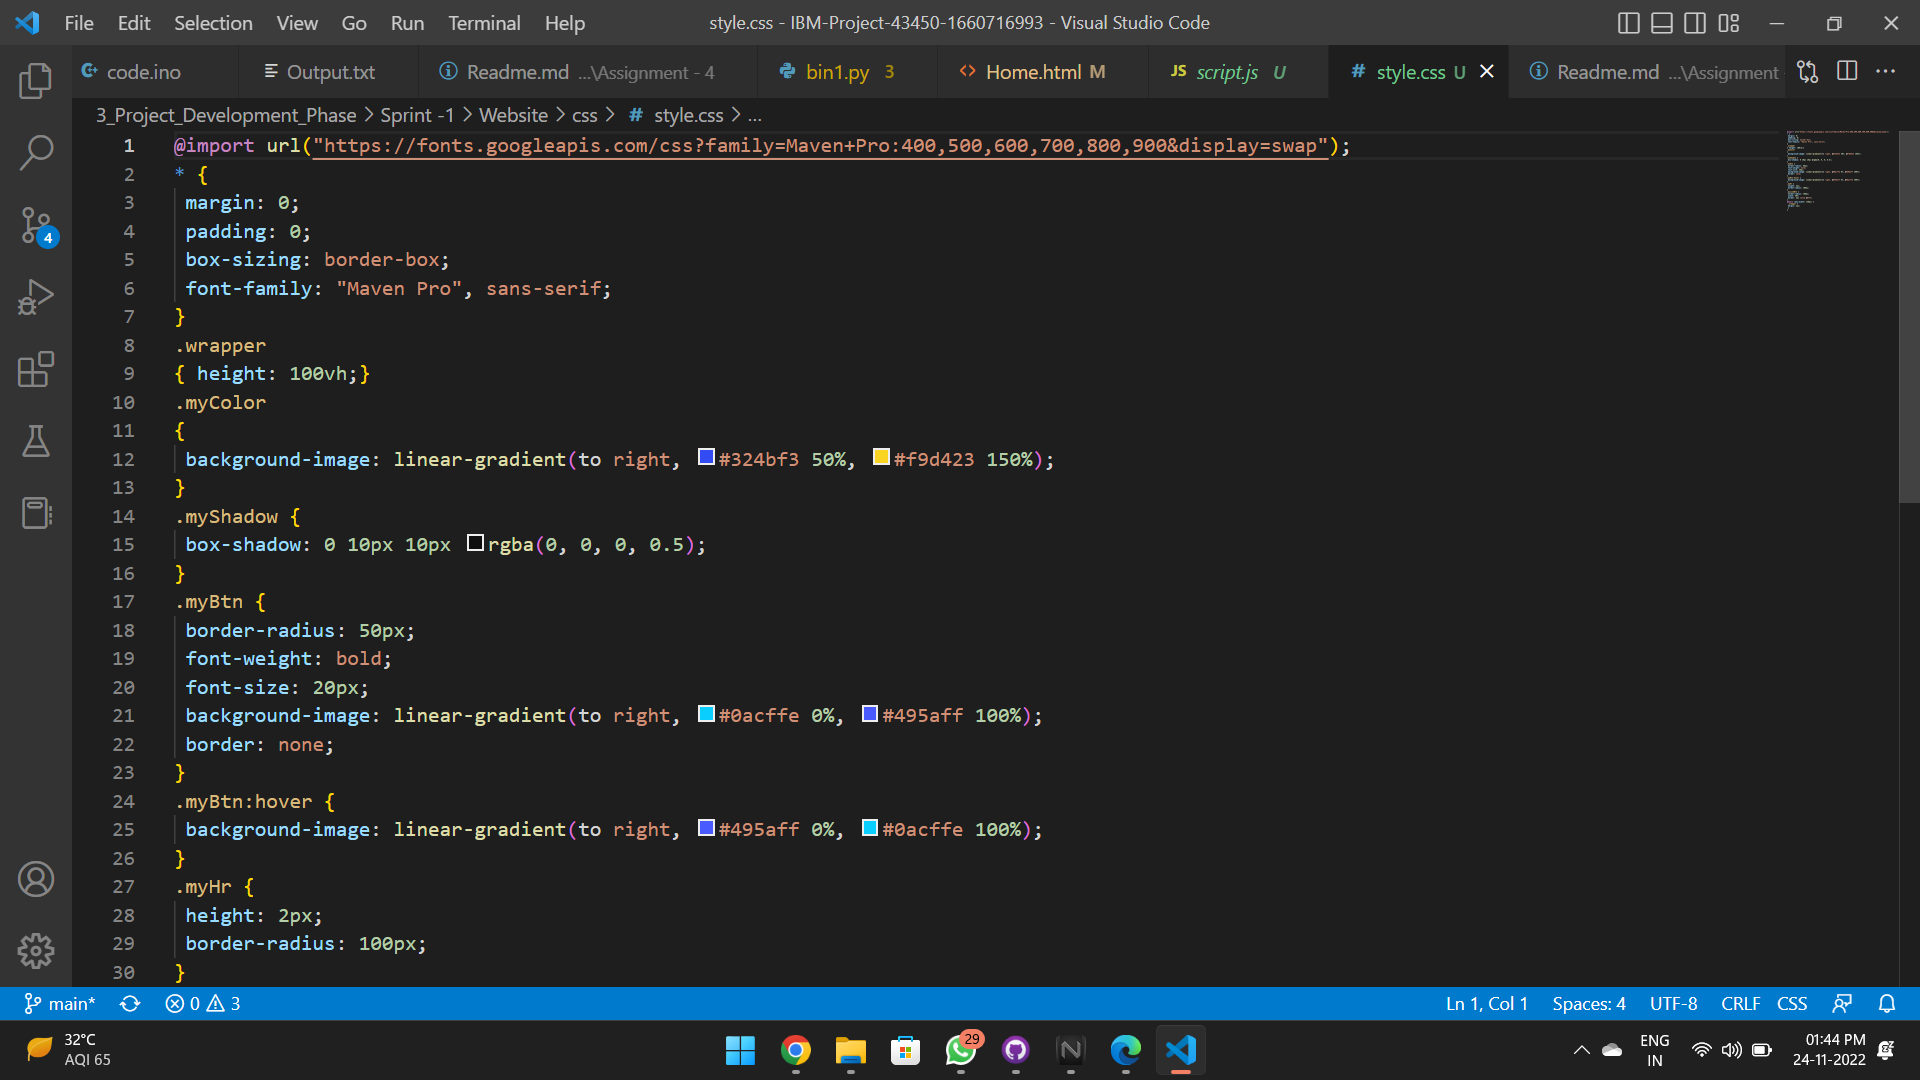 File Edit Selection View Go Run Terminal Help style.css - IBM-Project-43450-1660716993 - Visual Studio Code
code.ino Output.txt Readme.md ...\Assignment - 4 bin1.py 3 Home.html M JS script.js U # style.css U Readme.md ...\Assignment
3_Project_Development_Phase > Sprint -1 > Website > css > # style.css > ...
1 @import url("https://fonts.googleapis.com/css?family=Maven+Pro:400,500,600,700,800,900&display=swap");
2 * {
3 margin: 0;
4 padding: 0;
5 box-sizing: border-box;
6 font-family: "Maven Pro", sans-serif;
7 }
8 .wrapper
9 { height: 100vh;}
10 .myColor
11 {
12 background-image: linear-gradient(to right, #324bf3 50%, #f9d423 150%);
13 }
14 .myShadow {
15 box-shadow: 0 10px 10px rgba(0, 0, 0, 0.5);
16 }
17 .myBtn {
18 border-radius: 50px;
19 font-weight: bold;
20 font-size: 20px;
21 background-image: linear-gradient(to right, #0acffe 0%, #495aff 100%);
22 border: none;
23 }
24 .myBtn:hover {
25 background-image: linear-gradient(to right, #495aff 0%, #0acffe 100%);
26 }
27 .myHr {
28 height: 2px;
29 border-radius: 100px;
30 }
4
main* 0 3 Ln 1, Col 1 Spaces: 4 UTF-8 CRLF CSS
32°C
AQI 65
29
ENG
IN
01:44 PM
24-11-2022